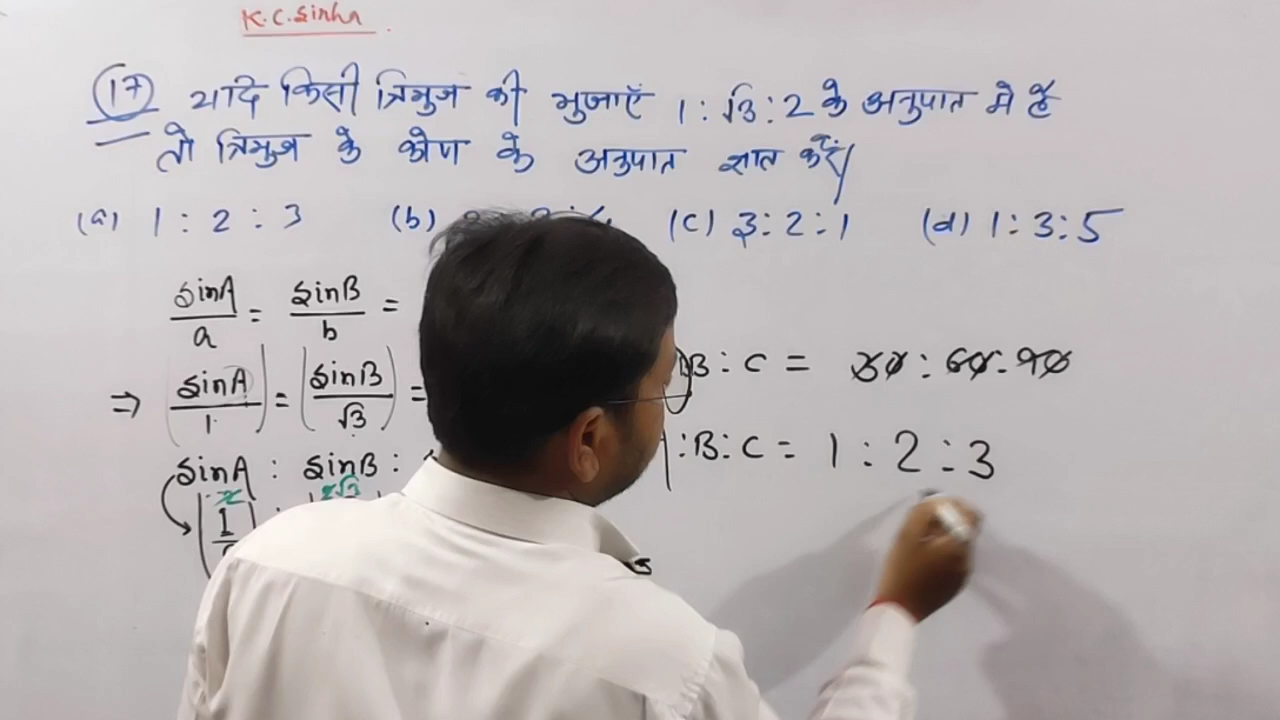 K.C.Sinha
(17) यदि किसी त्रिभुज की भुजाएँ 1 : √3 : 2 के अनुपात मे हैं
तो त्रिभुज के कोण के अनुपात ज्ञात करें।
(a) 1 : 2 : 3 (b) (c) 3 : 2 : 1 (d) 1 : 3 : 5
sinA/a = sinB/b =
⇒ (sinA/1) = (sinB/√3) =
B : C = 30 : 60 : 90
: B : C = 1 : 2 : 3
sinA : sinB :